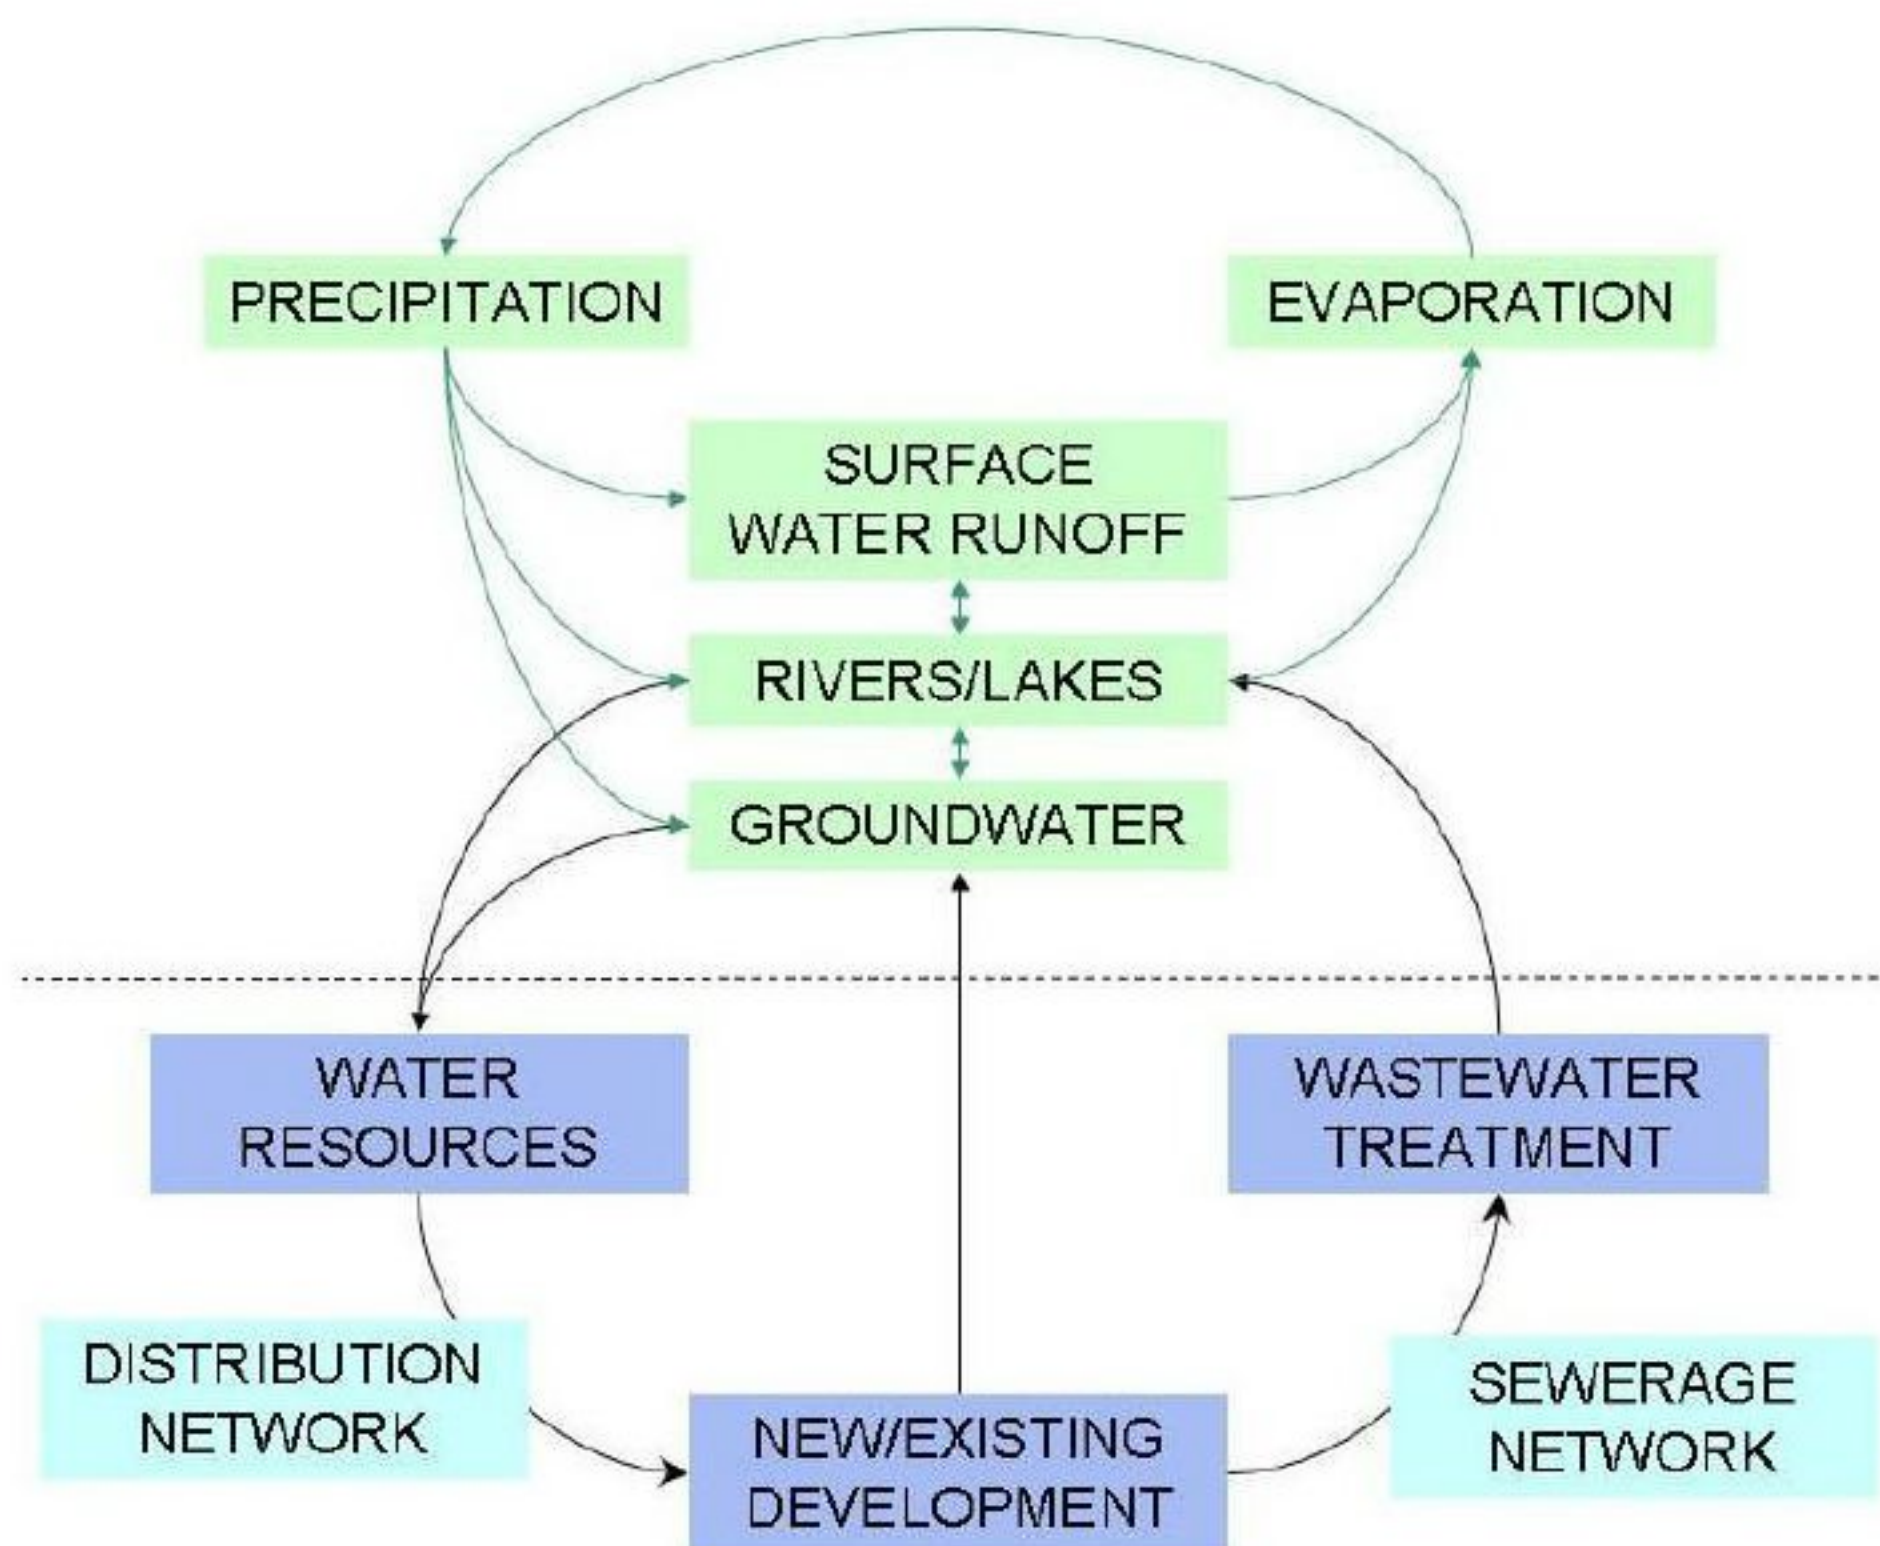 PRECIPITATION
EVAPORATION
SURFACE
WATER RUNOFF
RIVERS/LAKES
GROUNDWATER
WATER
RESOURCES
WASTEWATER
TREATMENT
DISTRIBUTION
NETWORK
NEW/EXISTING
DEVELOPMENT
SEWERAGE
NETWORK